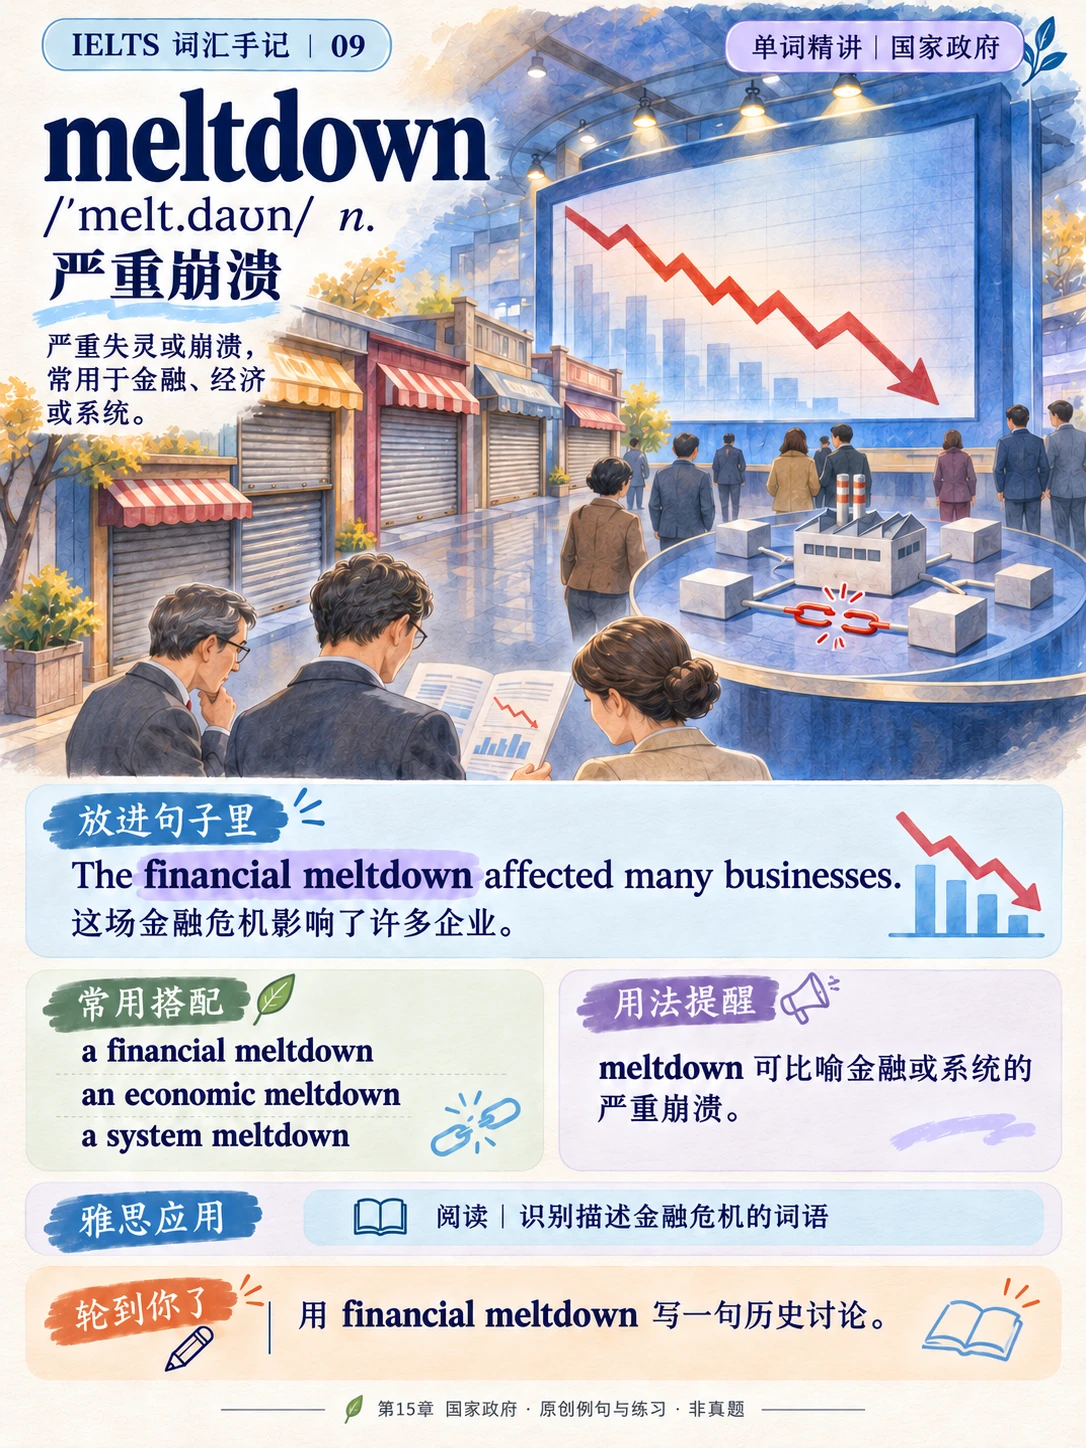 IELTS 词汇手记 | 09
单词精讲 | 国家政府
meltdown
/ˈmelt.daʊn/ n.
严重崩溃
严重失灵或崩溃，
常用于金融、经济
或系统。
放进句子里
The financial meltdown affected many businesses.
这场金融危机影响了许多企业。
常用搭配
a financial meltdown
an economic meltdown
a system meltdown
用法提醒
meltdown 可比喻金融或系统的
严重崩溃。
雅思应用
阅读 | 识别描述金融危机的词语
轮到你了
用 financial meltdown 写一句历史讨论。
第15章 国家政府 · 原创例句与练习 · 非真题